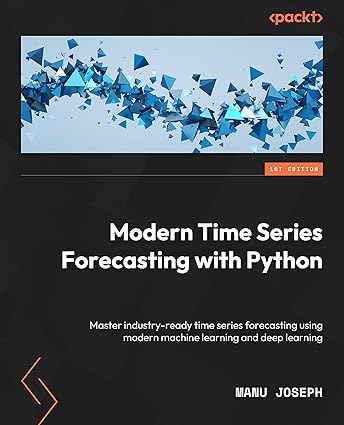 <packt>
1ST EDITION
Modern Time Series
Forecasting with Python
Master industry-ready time series forecasting using
modern machine learning and deep learning
MANU JOSEPH